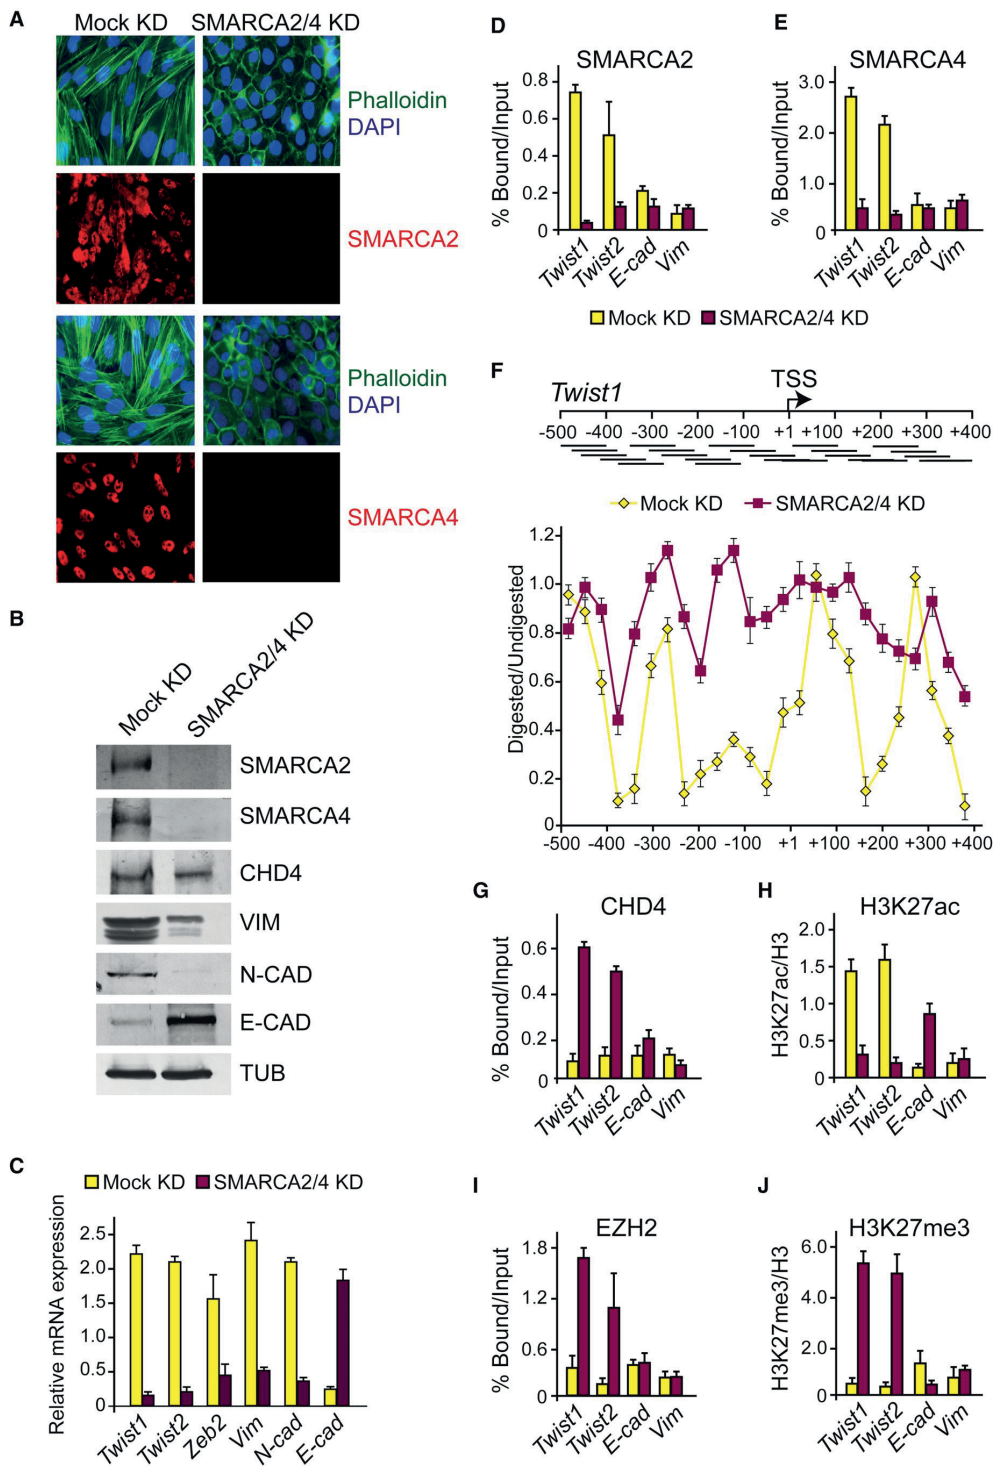 A
Mock KD SMARCA2/4 KD
Phalloidin
DAPI
SMARCA2
Phalloidin
DAPI
SMARCA4
B
Mock KD
SMARCA2/4 KD
SMARCA2
SMARCA4
CHD4
VIM
N-CAD
E-CAD
TUB
C
Mock KD SMARCA2/4 KD
Relative mRNA expression
2.5
2.0
1.5
1.0
0.5
0
Twist1 Twist2 Zeb2 Vim N-cad E-cad
D
SMARCA2
% Bound/Input
0.8
0.6
0.4
0.2
0
Twist1 Twist2 E-cad Vim
E
SMARCA4
% Bound/Input
3.0
2.0
1.0
0
Twist1 Twist2 E-cad Vim
Mock KD SMARCA2/4 KD
F
Twist1
TSS
-500 -400 -300 -200 -100 +1 +100 +200 +300 +400
Mock KD SMARCA2/4 KD
Digested/Undigested
1.2
1.0
0.8
0.6
0.4
0.2
0
-500 -400 -300 -200 -100 +1 +100 +200 +300 +400
G
CHD4
% Bound/Input
0.6
0.4
0.2
0
Twist1 Twist2 E-cad Vim
H
H3K27ac
H3K27ac/H3
2.0
1.5
1.0
0.5
0
Twist1 Twist2 E-cad Vim
I
EZH2
% Bound/Input
1.8
1.2
0.6
0
Twist1 Twist2 E-cad Vim
J
H3K27me3
H3K27me3/H3
6.0
4.0
2.0
0
Twist1 Twist2 E-cad Vim